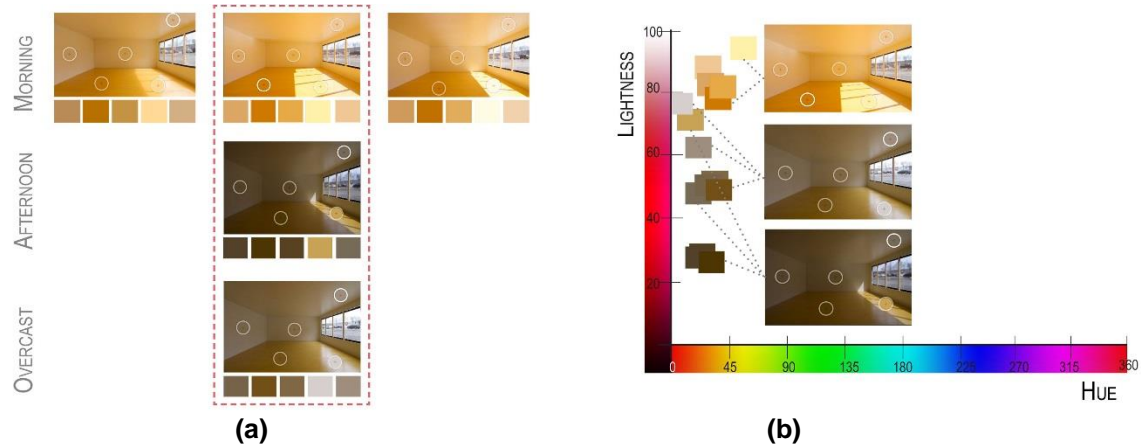 MORNING
AFTERNOON
OVERCAST
(a)
LIGHTNESS
100
80
60
40
20
0 45 90 135 180 225 270 315 360
HUE
(b)